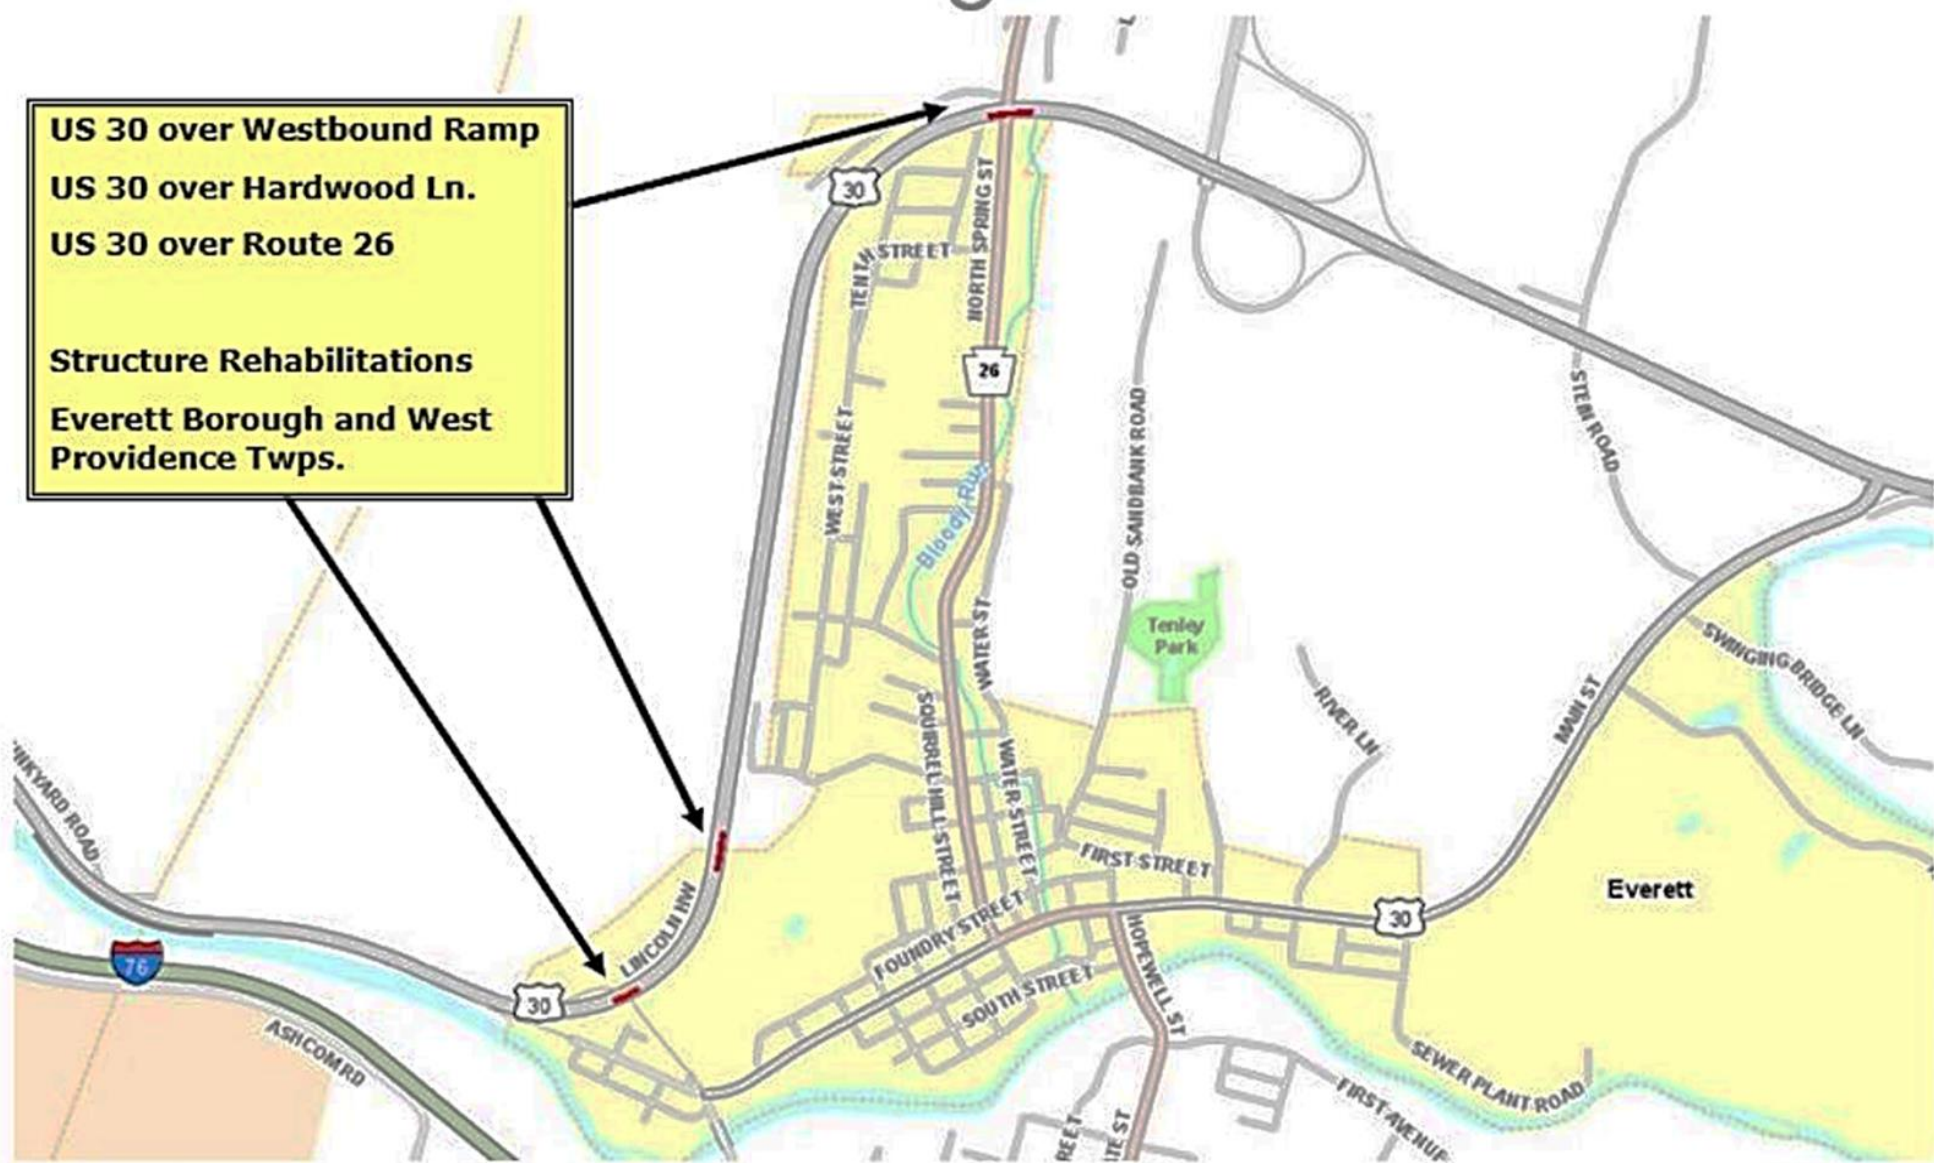 US 30 over Westbound Ramp
US 30 over Hardwood Ln.
US 30 over Route 26
Structure Rehabilitations
Everett Borough and West
Providence Twps.
30
TENTH STREET
NORTH SPRING ST
26
WEST STREET
Bloody Run
OLD SANDBANK ROAD
STEIN ROAD
WATER ST
Tenley
Park
SWINGING BRIDGE LN
RIVER LN
MAIN ST
SQUIRREL HILL STREET
WATER STREET
FIRST STREET
Everett
LINCOLN HW
FOUNDRY STREET
30
HOPEWELL ST
76
30
SOUTH STREET
ASHCOM RD
SEWER PLANT ROAD
FIRST AVENUE